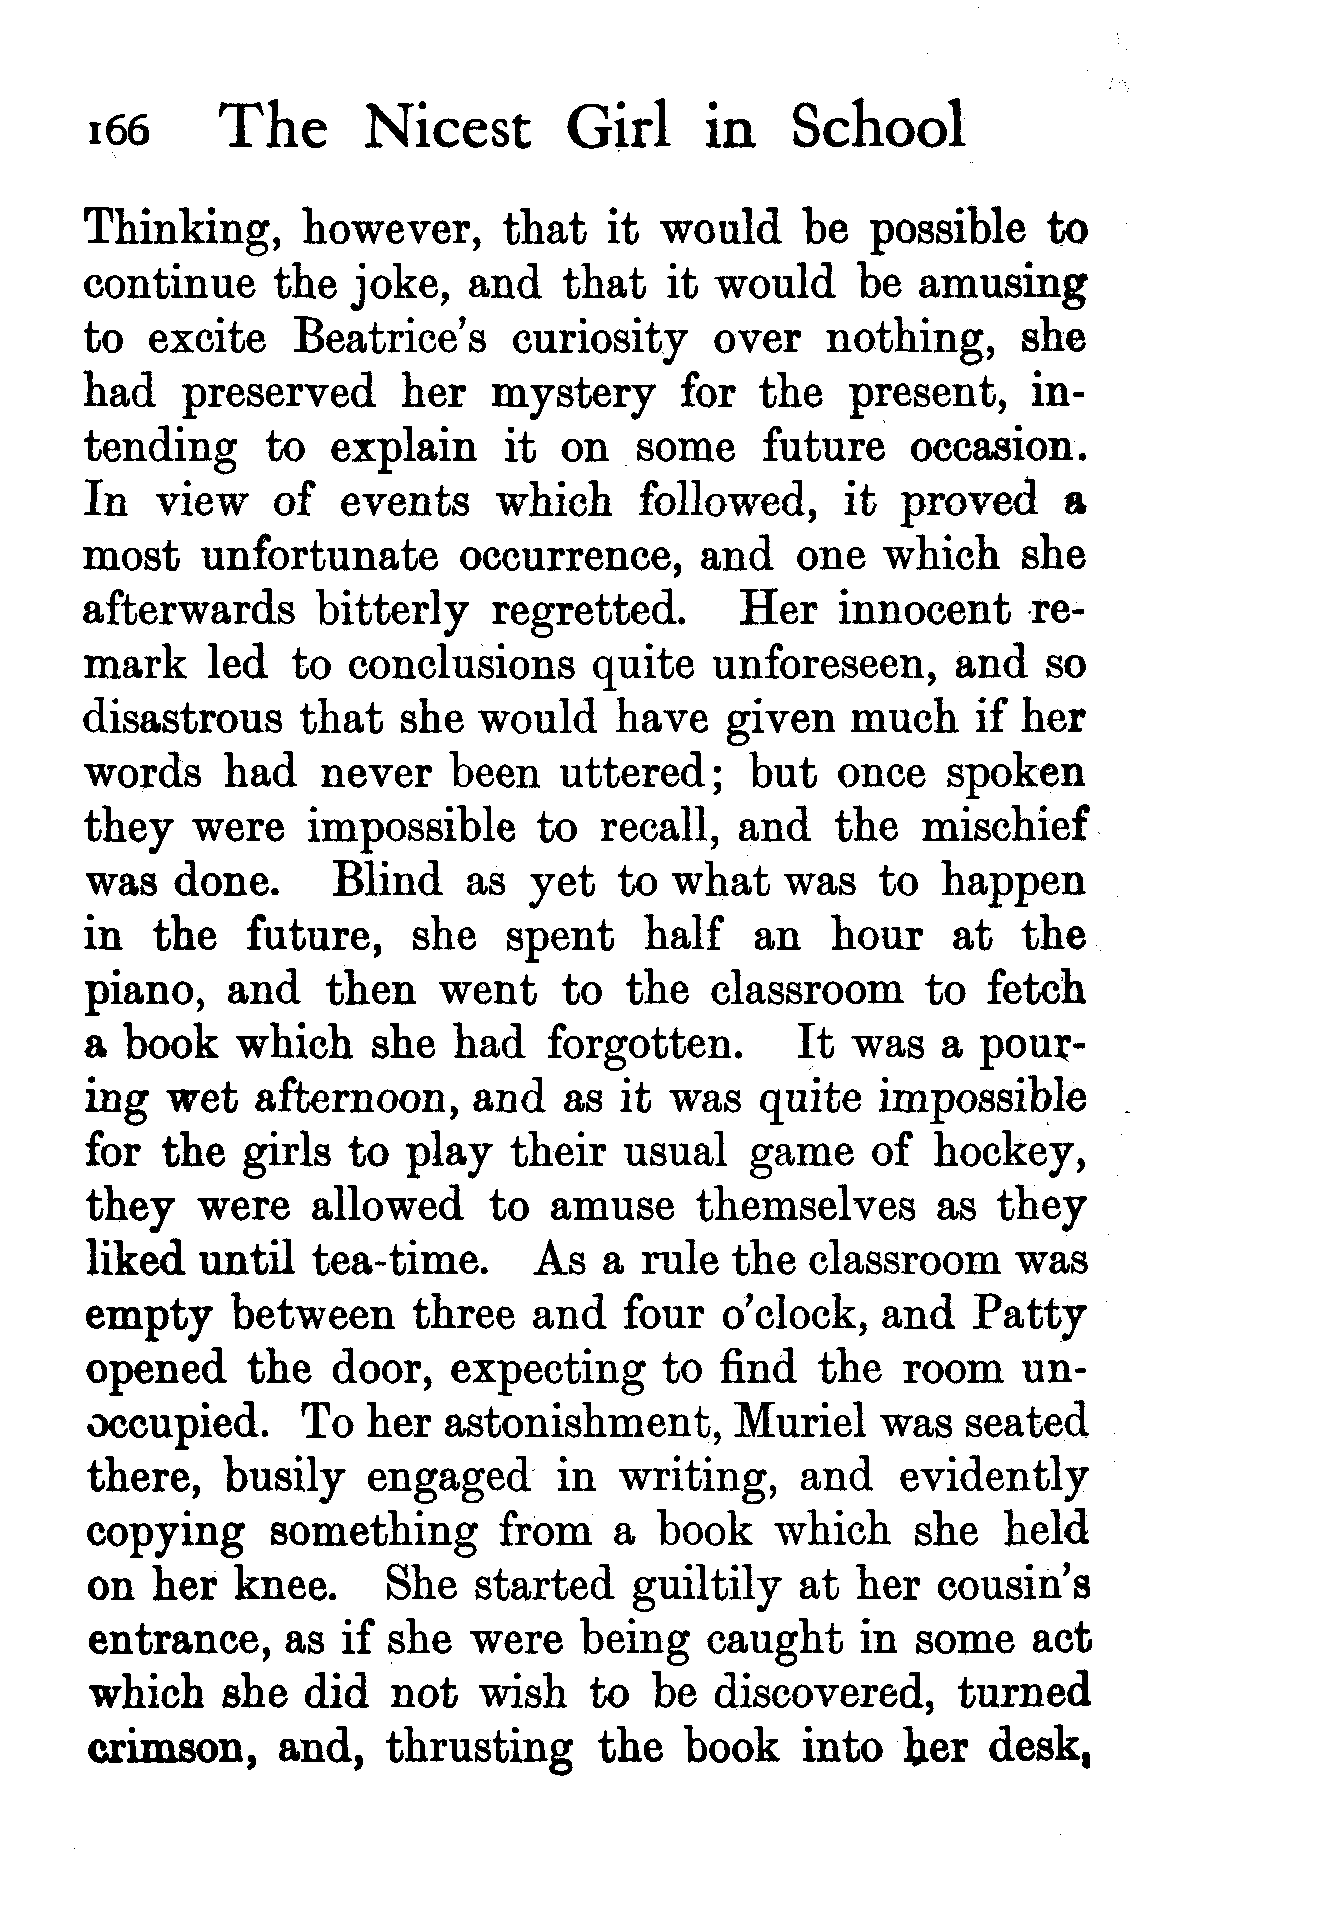 166 The Nicest Girl in School
Thinking, however, that it would be possible to
continue the joke, and that it would be amusing
to excite Beatrice's curiosity over nothing, she
had preserved her mystery for the present, in-
tending to explain it on some future occasion.
In view of events which followed, it proved a
most unfortunate occurrence, and one which she
afterwards bitterly regretted. Her innocent re-
mark led to conclusions quite unforeseen, and so
disastrous that she would have given much if her
words had never been uttered; but once spoken
they were impossible to recall, and the mischief
was done. Blind as yet to what was to happen
in the future, she spent half an hour at the
piano, and then went to the classroom to fetch
a book which she had forgotten. It was a pour-
ing wet afternoon, and as it was quite impossible
for the girls to play their usual game of hockey,
they were allowed to amuse themselves as they
liked until tea-time. As a rule the classroom was
empty between three and four o'clock, and Patty
opened the door, expecting to find the room un-
occupied. To her astonishment, Muriel was seated
there, busily engaged in writing, and evidently
copying something from a book which she held
on her knee. She started guiltily at her cousin's
entrance, as if she were being caught in some act
which she did not wish to be discovered, turned
crimson, and, thrusting the book into her desk,